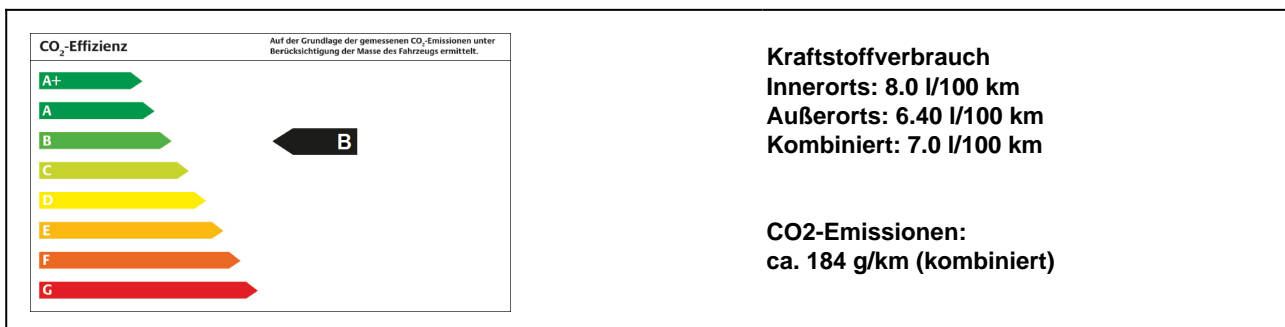 CO2-Effizienz
Auf der Grundlage der gemessenen CO2-Emissionen unter
Berücksichtigung der Masse des Fahrzeugs ermittelt.
A+
A
B
B
C
D
E
F
G
Kraftstoffverbrauch
Innerorts: 8.0 l/100 km
Außerorts: 6.40 l/100 km
Kombiniert: 7.0 l/100 km
CO2-Emissionen:
ca. 184 g/km (kombiniert)